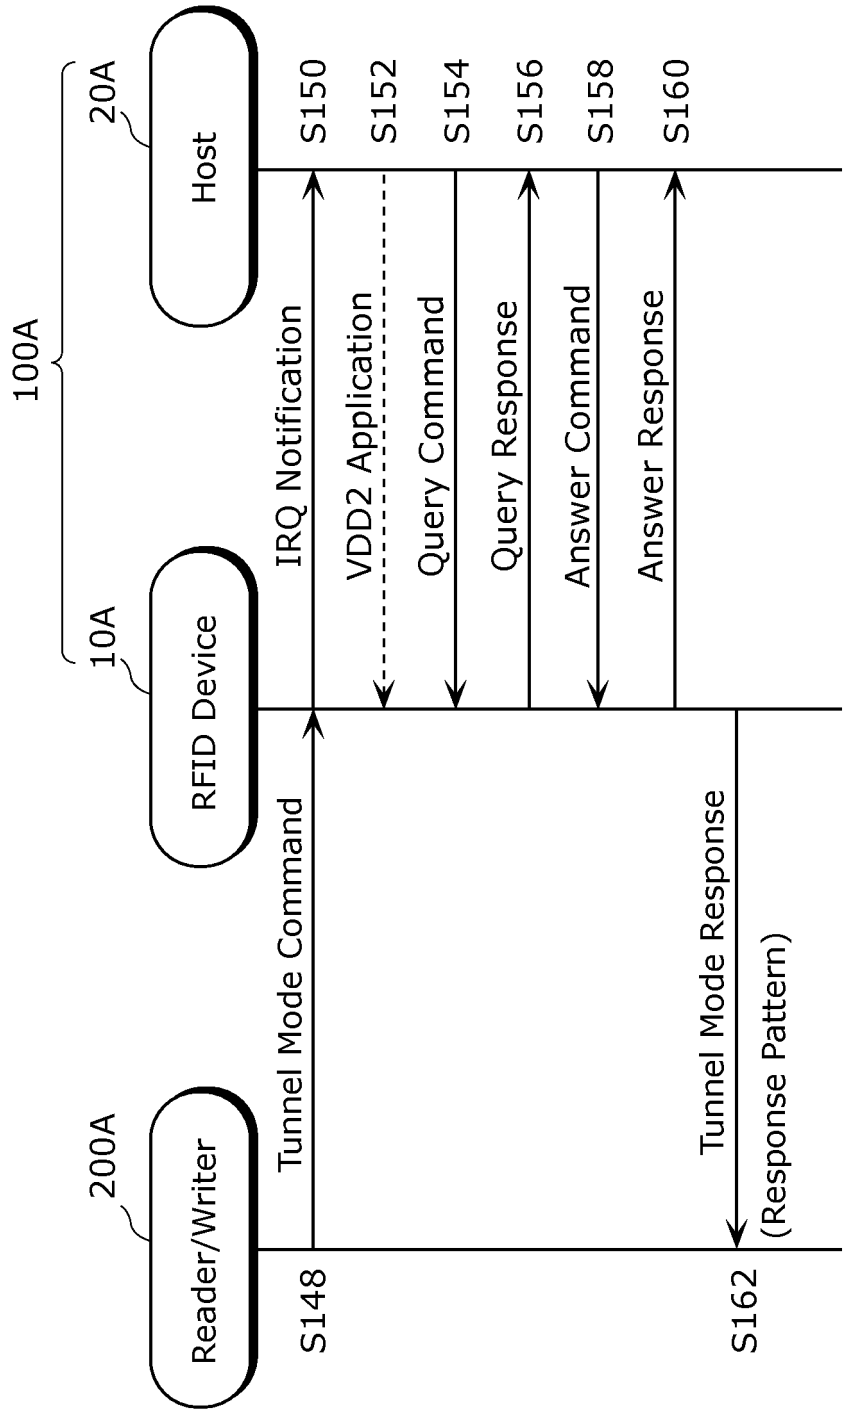 100A
200A
10A
20A
Reader/Writer
RFID Device
Host
S148
Tunnel Mode Command
IRQ Notification
S150
VDD2 Application
S152
Query Command
S154
Query Response
S156
Answer Command
S158
Answer Response
S160
S162
Tunnel Mode Response
(Response Pattern)